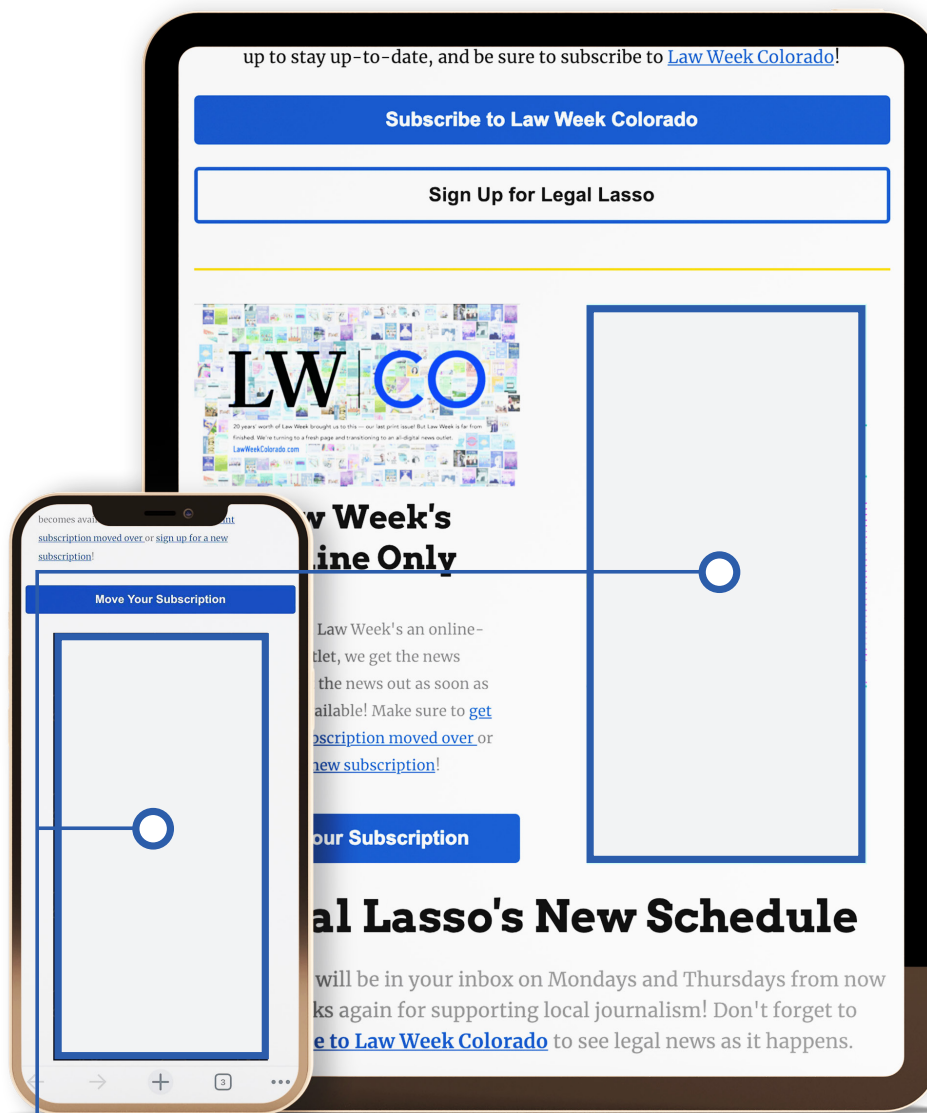 up to stay up-to-date, and be sure to subscribe to Law Week Colorado!
Subscribe to Law Week Colorado
Sign Up for Legal Lasso
LW|CO
20 years' worth of Law Week brought us to this — our last print issue! But Law Week is far from
finished. We're turning to a fresh page and transitioning to an all-digital news outlet.
LawWeekColorado.com
w Week's
line Only
Law Week's an online-
tlet, we get the news
the news out as soon as
ailable! Make sure to get
bscription moved over or
new subscription!
our Subscription
al Lasso's New Schedule
will be in your inbox on Mondays and Thursdays from now
ks again for supporting local journalism! Don't forget to
e to Law Week Colorado to see legal news as it happens.
becomes avai
subscription moved over or sign up for a new
subscription!
Move Your Subscription
3